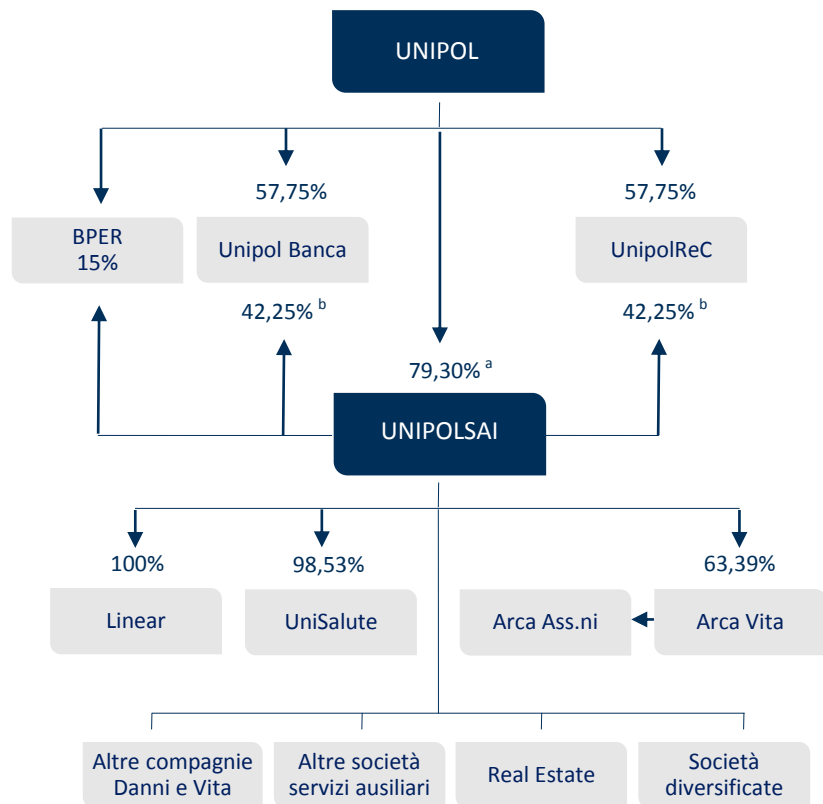 UNIPOL
57,75%
57,75%
BPER
15%
Unipol Banca
UnipolReC
42,25% b
42,25% b
79,30% a
UNIPOLSAI
100%
98,53%
63,39%
Linear
UniSalute
Arca Ass.ni
Arca Vita
Altre compagnie
Danni e Vita
Altre società
servizi ausiliari
Real Estate
Società
diversificate